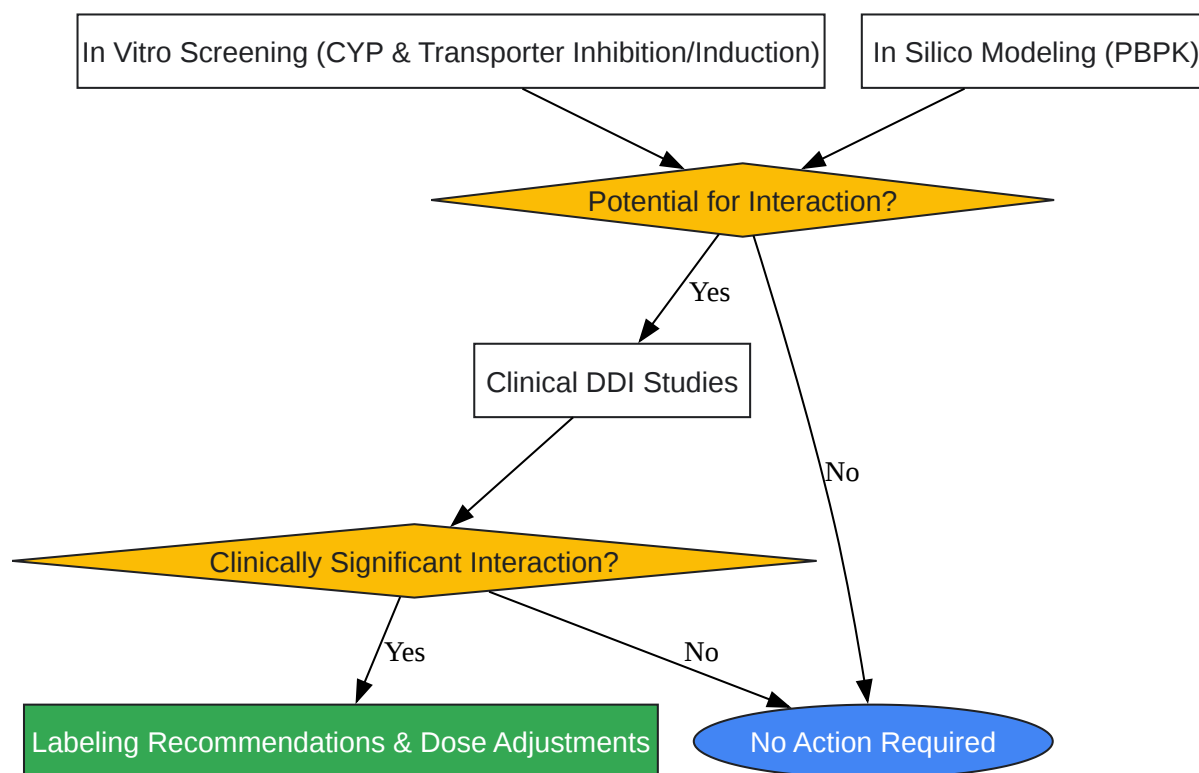 In Vitro Screening (CYP & Transporter Inhibition/Induction)
In Silico Modeling (PBPK)
Potential for Interaction?
Yes
Clinical DDI Studies
No
Clinically Significant Interaction?
Yes
No
Labeling Recommendations & Dose Adjustments
No Action Required